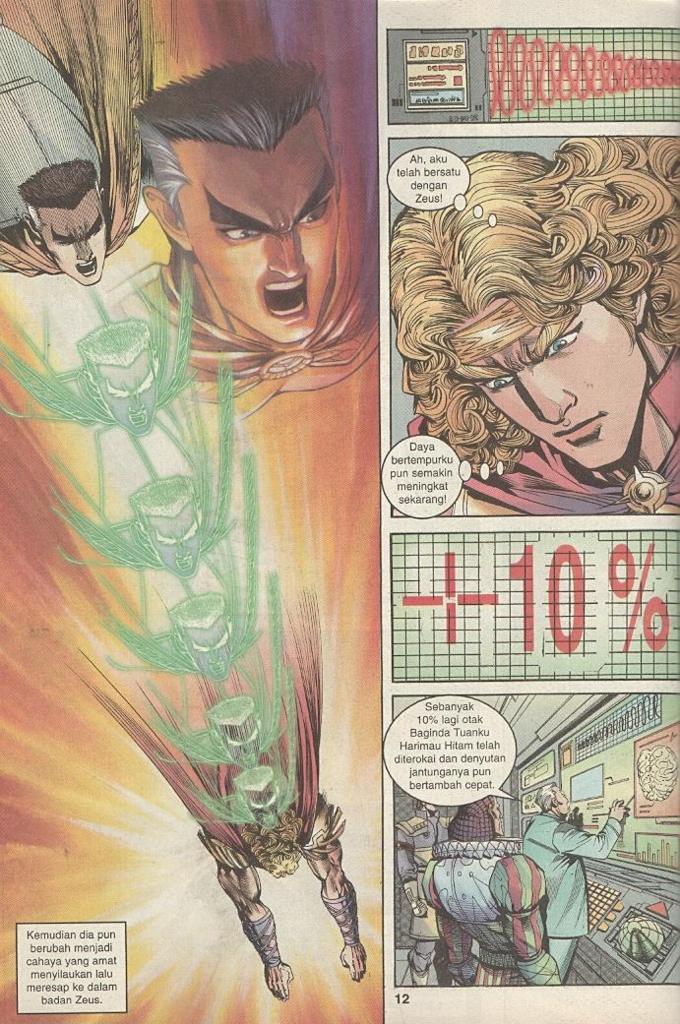 Kemudian dia pun
berubah menjadi
cahaya yang amat
menyilaukan lalu
meresap ke dalam
badan Zeus.
Ah, aku
telah bersatu
dengan
Zeus!
Daya
bertempurku
pun semakin
meningkat
sekarang!
+10%
Sebanyak
10% lagi otak
Baginda Tuanku
Harimau Hitam telah
diterokai dan denyutan
jantungannya pun
bertambah cepat.
12